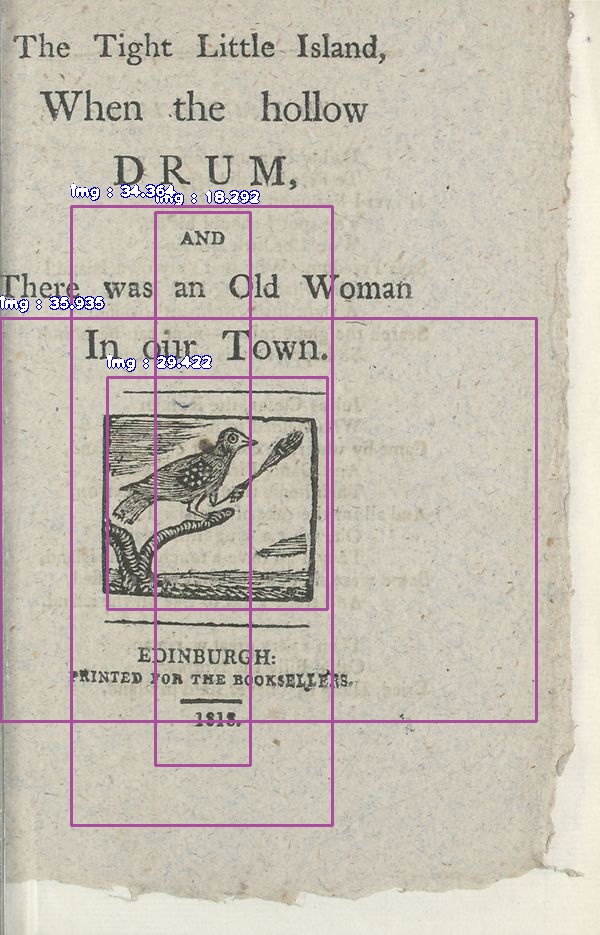 The Tight Little Island,
When the hollow
DRUM,
img : 34.364
img : 18.292
AND
There was an Old Woman
img : 35.935
In our Town.
img : 29.422
EDINBURGH:
PRINTED FOR THE BOOKSELLERS.
1818.